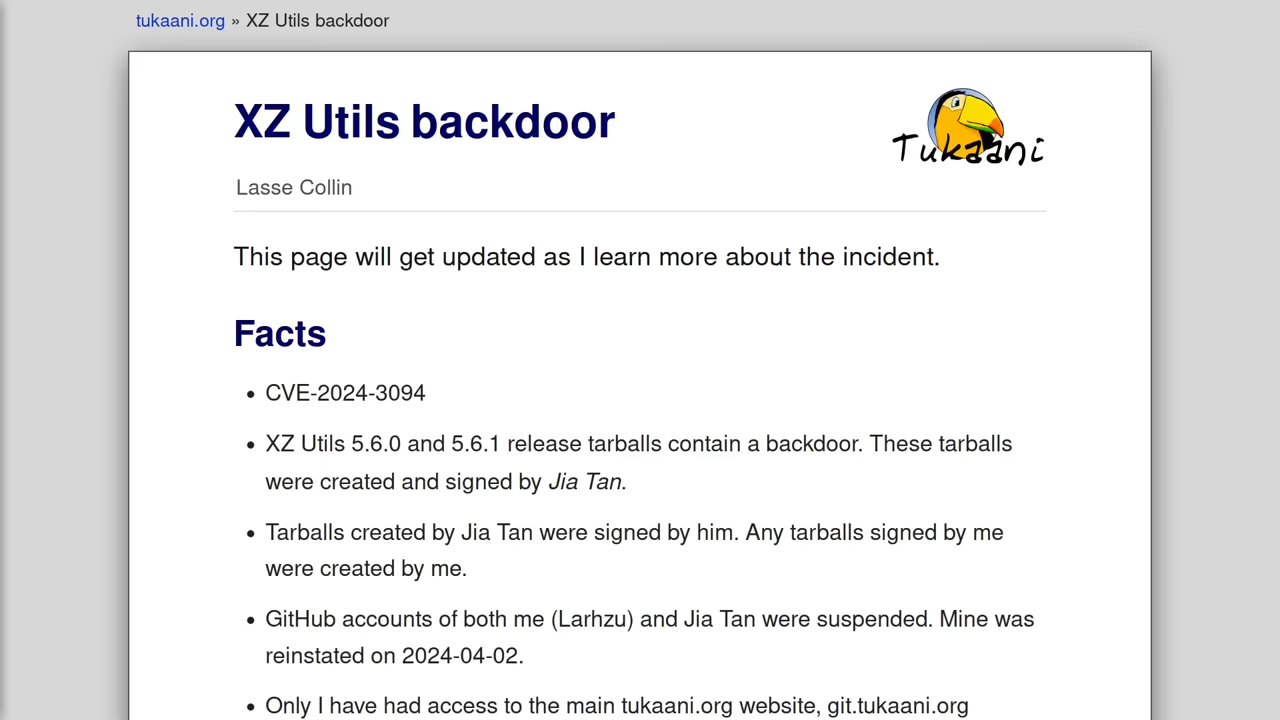 tukaani.org » XZ Utils backdoor
XZ Utils backdoor
Tukaani
Lasse Collin
This page will get updated as I learn more about the incident.
Facts
• CVE-2024-3094
• XZ Utils 5.6.0 and 5.6.1 release tarballs contain a backdoor. These tarballs
were created and signed by Jia Tan.
• Tarballs created by Jia Tan were signed by him. Any tarballs signed by me
were created by me.
• GitHub accounts of both me (Larhzu) and Jia Tan were suspended. Mine was
reinstated on 2024-04-02.
• Only I have had access to the main tukaani.org website, git.tukaani.org